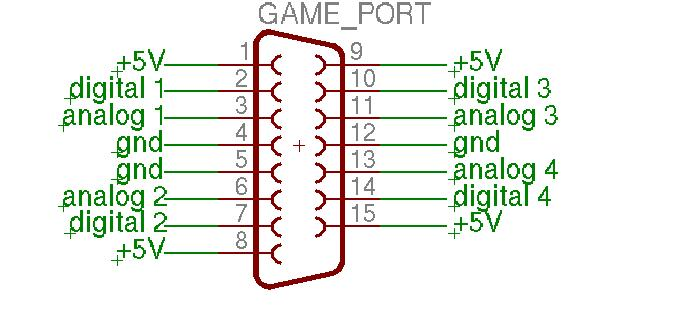 GAME_PORT
+5V 1 9 +5V
digital 1 2 10 digital 3
analog 1 3 11 analog 3
gnd 4 12 gnd
gnd 5 13 analog 4
analog 2 6 14 digital 4
digital 2 7 15 +5V
+5V 8